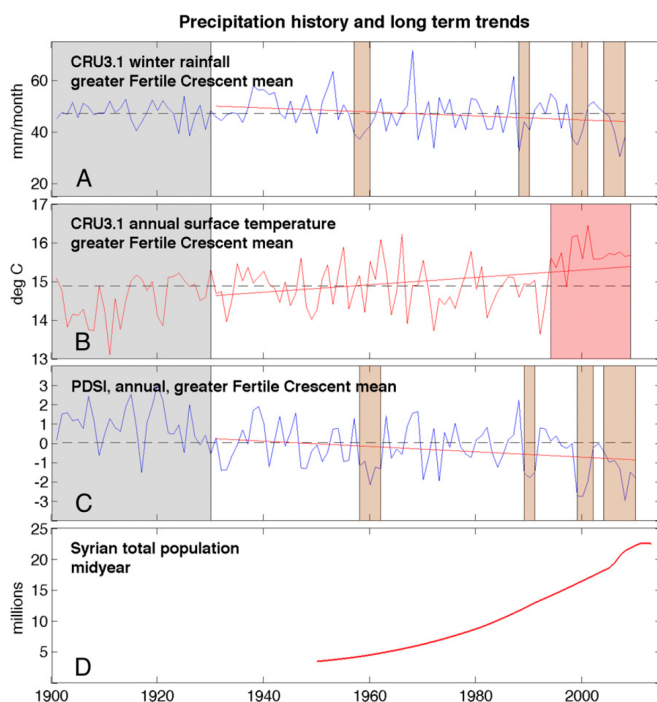 Precipitation history and long term trends
CRU3.1 winter rainfall
greater Fertile Crescent mean
mm/month
60
40
20
A
CRU3.1 annual surface temperature
greater Fertile Crescent mean
deg C
17
16
15
14
13
B
PDSI, annual, greater Fertile Crescent mean
3
2
1
0
-1
-2
-3
C
Syrian total population
midyear
millions
25
20
15
10
5
D
1900 1920 1940 1960 1980 2000